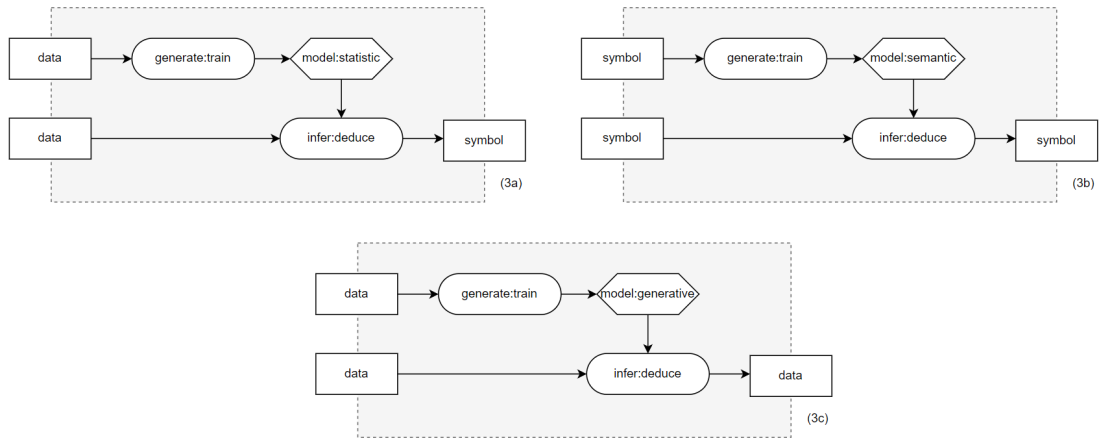 data
generate:train
model:statistic
data
infer:deduce
symbol
(3a)
symbol
generate:train
model:semantic
symbol
infer:deduce
symbol
(3b)
data
generate:train
model:generative
data
infer:deduce
data
(3c)